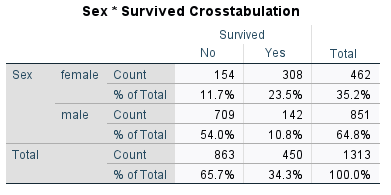 Sex * Survived Crosstabulation
Survived
No Yes Total
Sex female Count 154 308 462
% of Total 11.7% 23.5% 35.2%
male Count 709 142 851
% of Total 54.0% 10.8% 64.8%
Total Count 863 450 1313
% of Total 65.7% 34.3% 100.0%